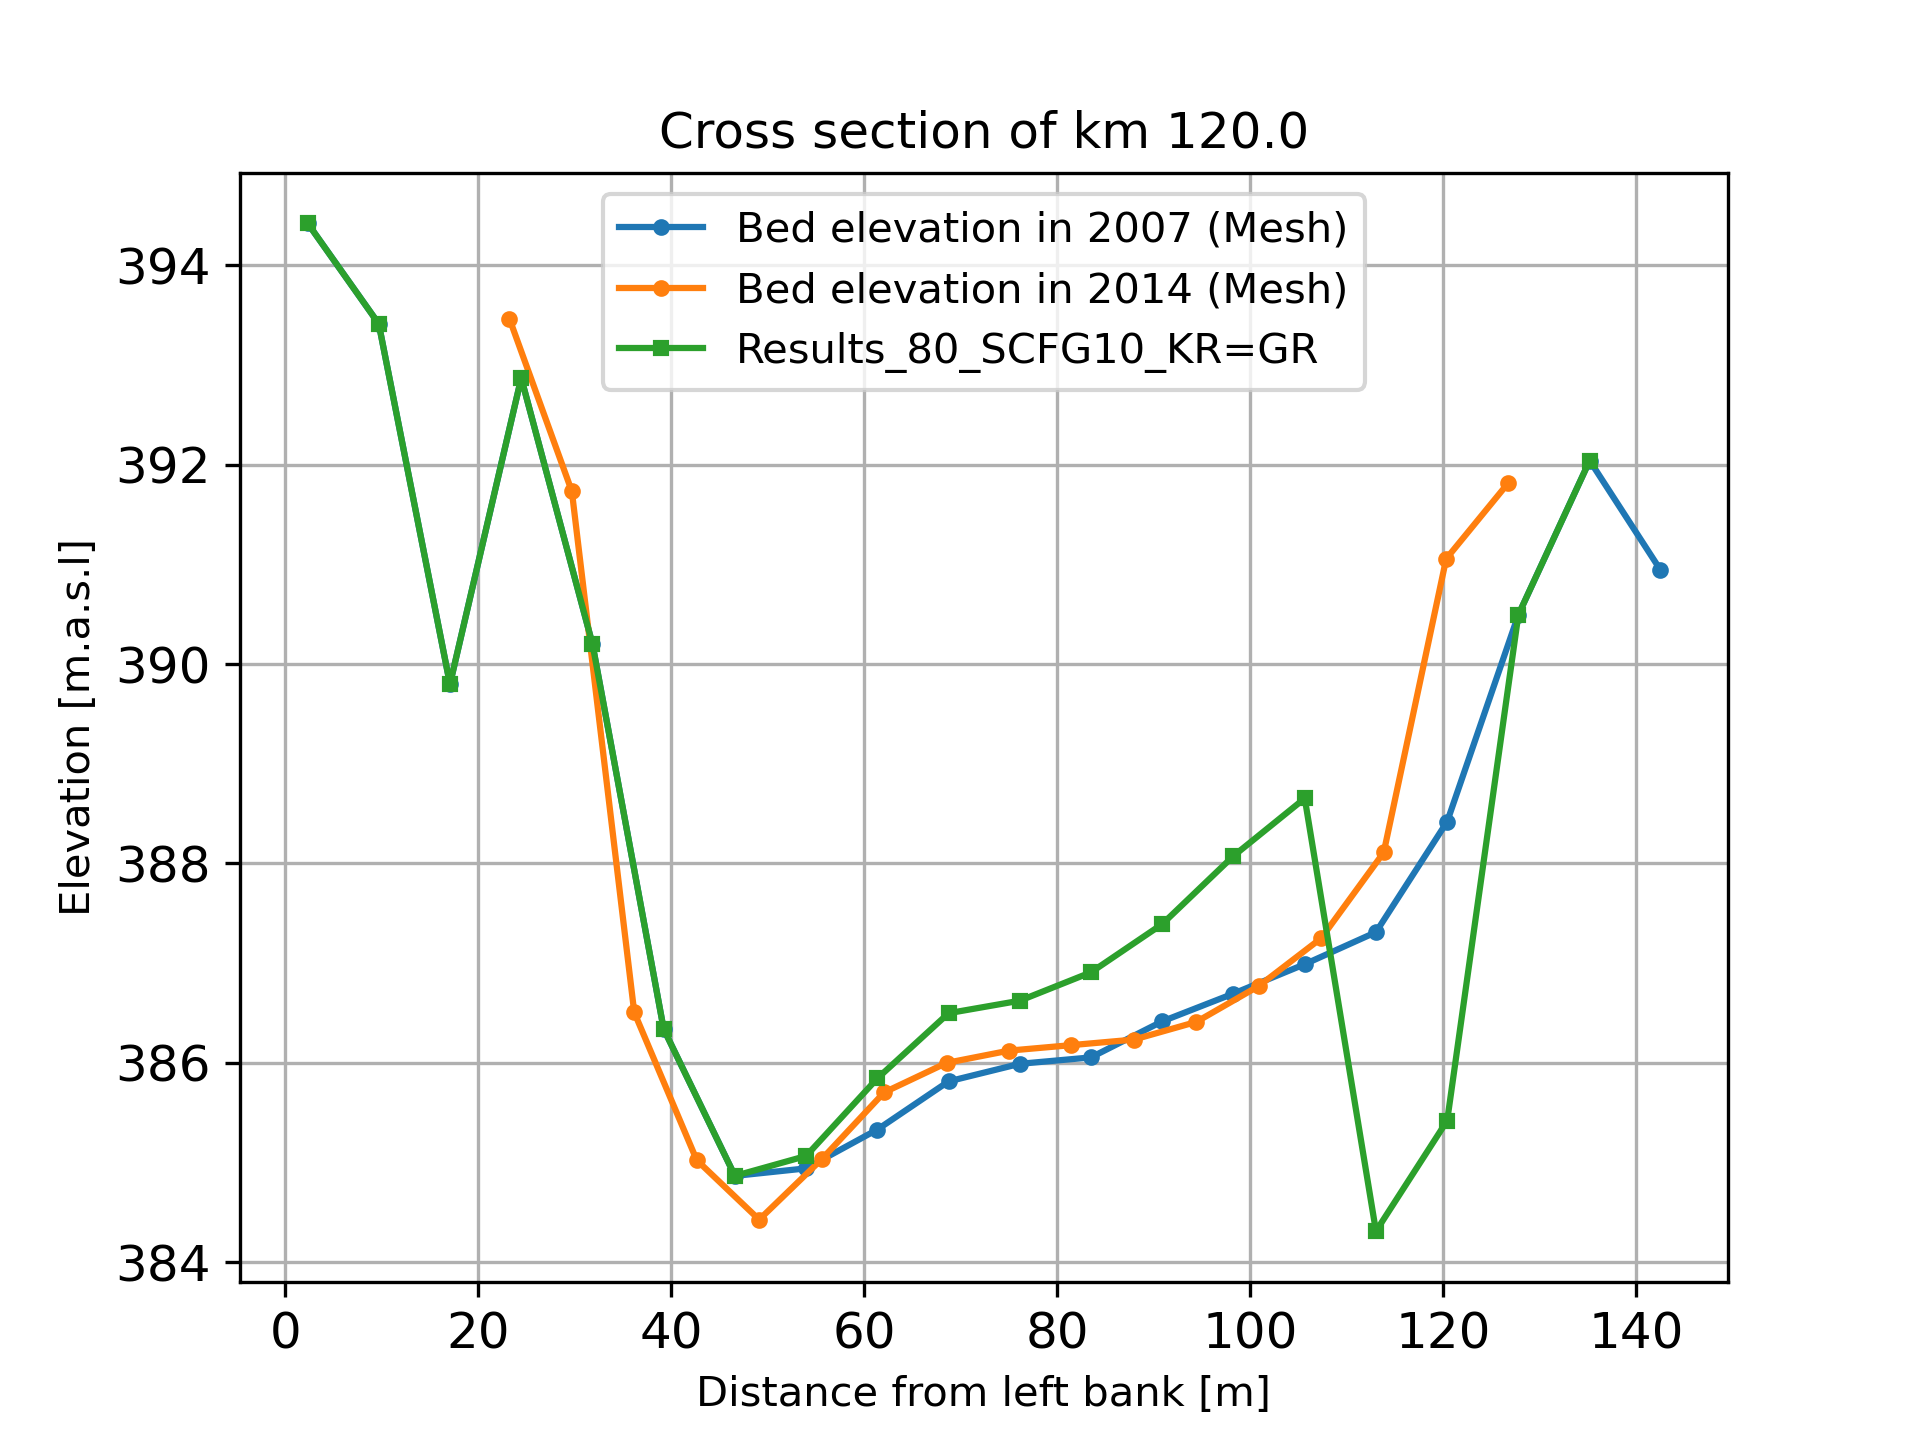 Cross section of km 120.0
Bed elevation in 2007 (Mesh)
Bed elevation in 2014 (Mesh)
Results_80_SCFG10_KR=GR
Elevation [m.a.s.l]
394
392
390
388
386
384
0 20 40 60 80 100 120 140
Distance from left bank [m]